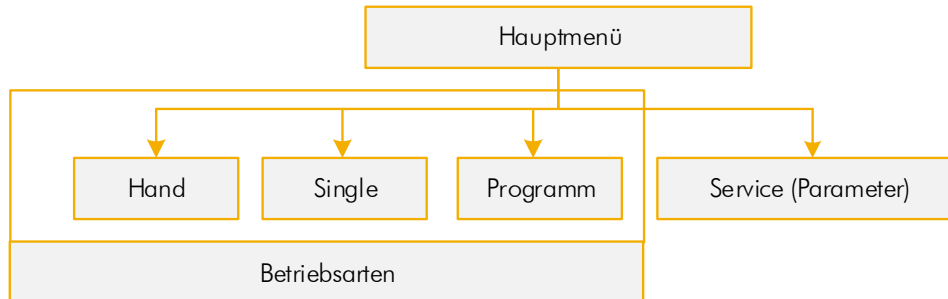 Hauptmenü
Hand
Single
Programm
Service (Parameter)
Betriebsarten